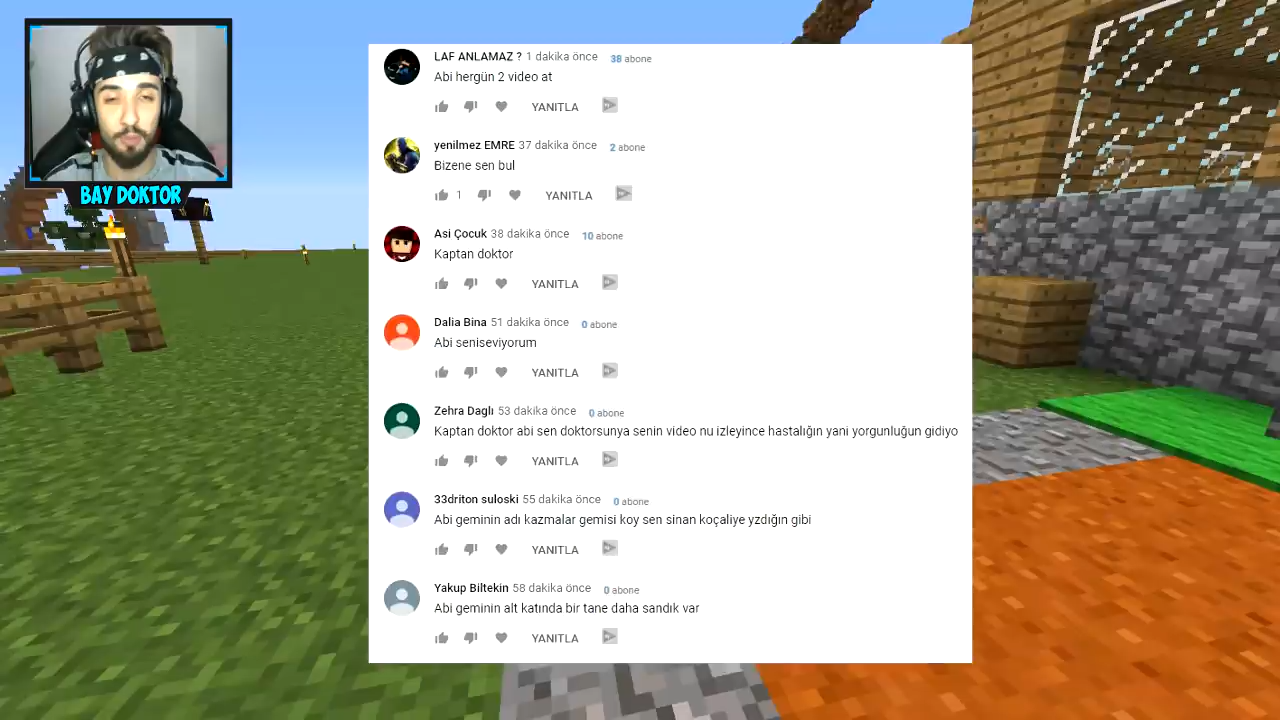 BAY DOKTOR
LAF ANLAMAZ ? 1 dakika önce 38 abone
Abi hergün 2 video at
YANITLA
yenilmez EMRE 37 dakika önce 2 abone
Bizene sen bul
1 YANITLA
Asi Çocuk 38 dakika önce 10 abone
Kaptan doktor
YANITLA
Dalia Bina 51 dakika önce 0 abone
Abi seniseviyorum
YANITLA
Zehra Daglı 53 dakika önce 0 abone
Kaptan doktor abi sen doktorsunya senin video nu izleyince hastalığın yani yorgunluğun gidiyo
YANITLA
33driton suloski 55 dakika önce 0 abone
Abi geminin adı kazmalar gemisi koy sen sinan koçaliye yzdığın gibi
YANITLA
Yakup Biltekin 58 dakika önce 0 abone
Abi geminin alt katında bir tane daha sandık var
YANITLA